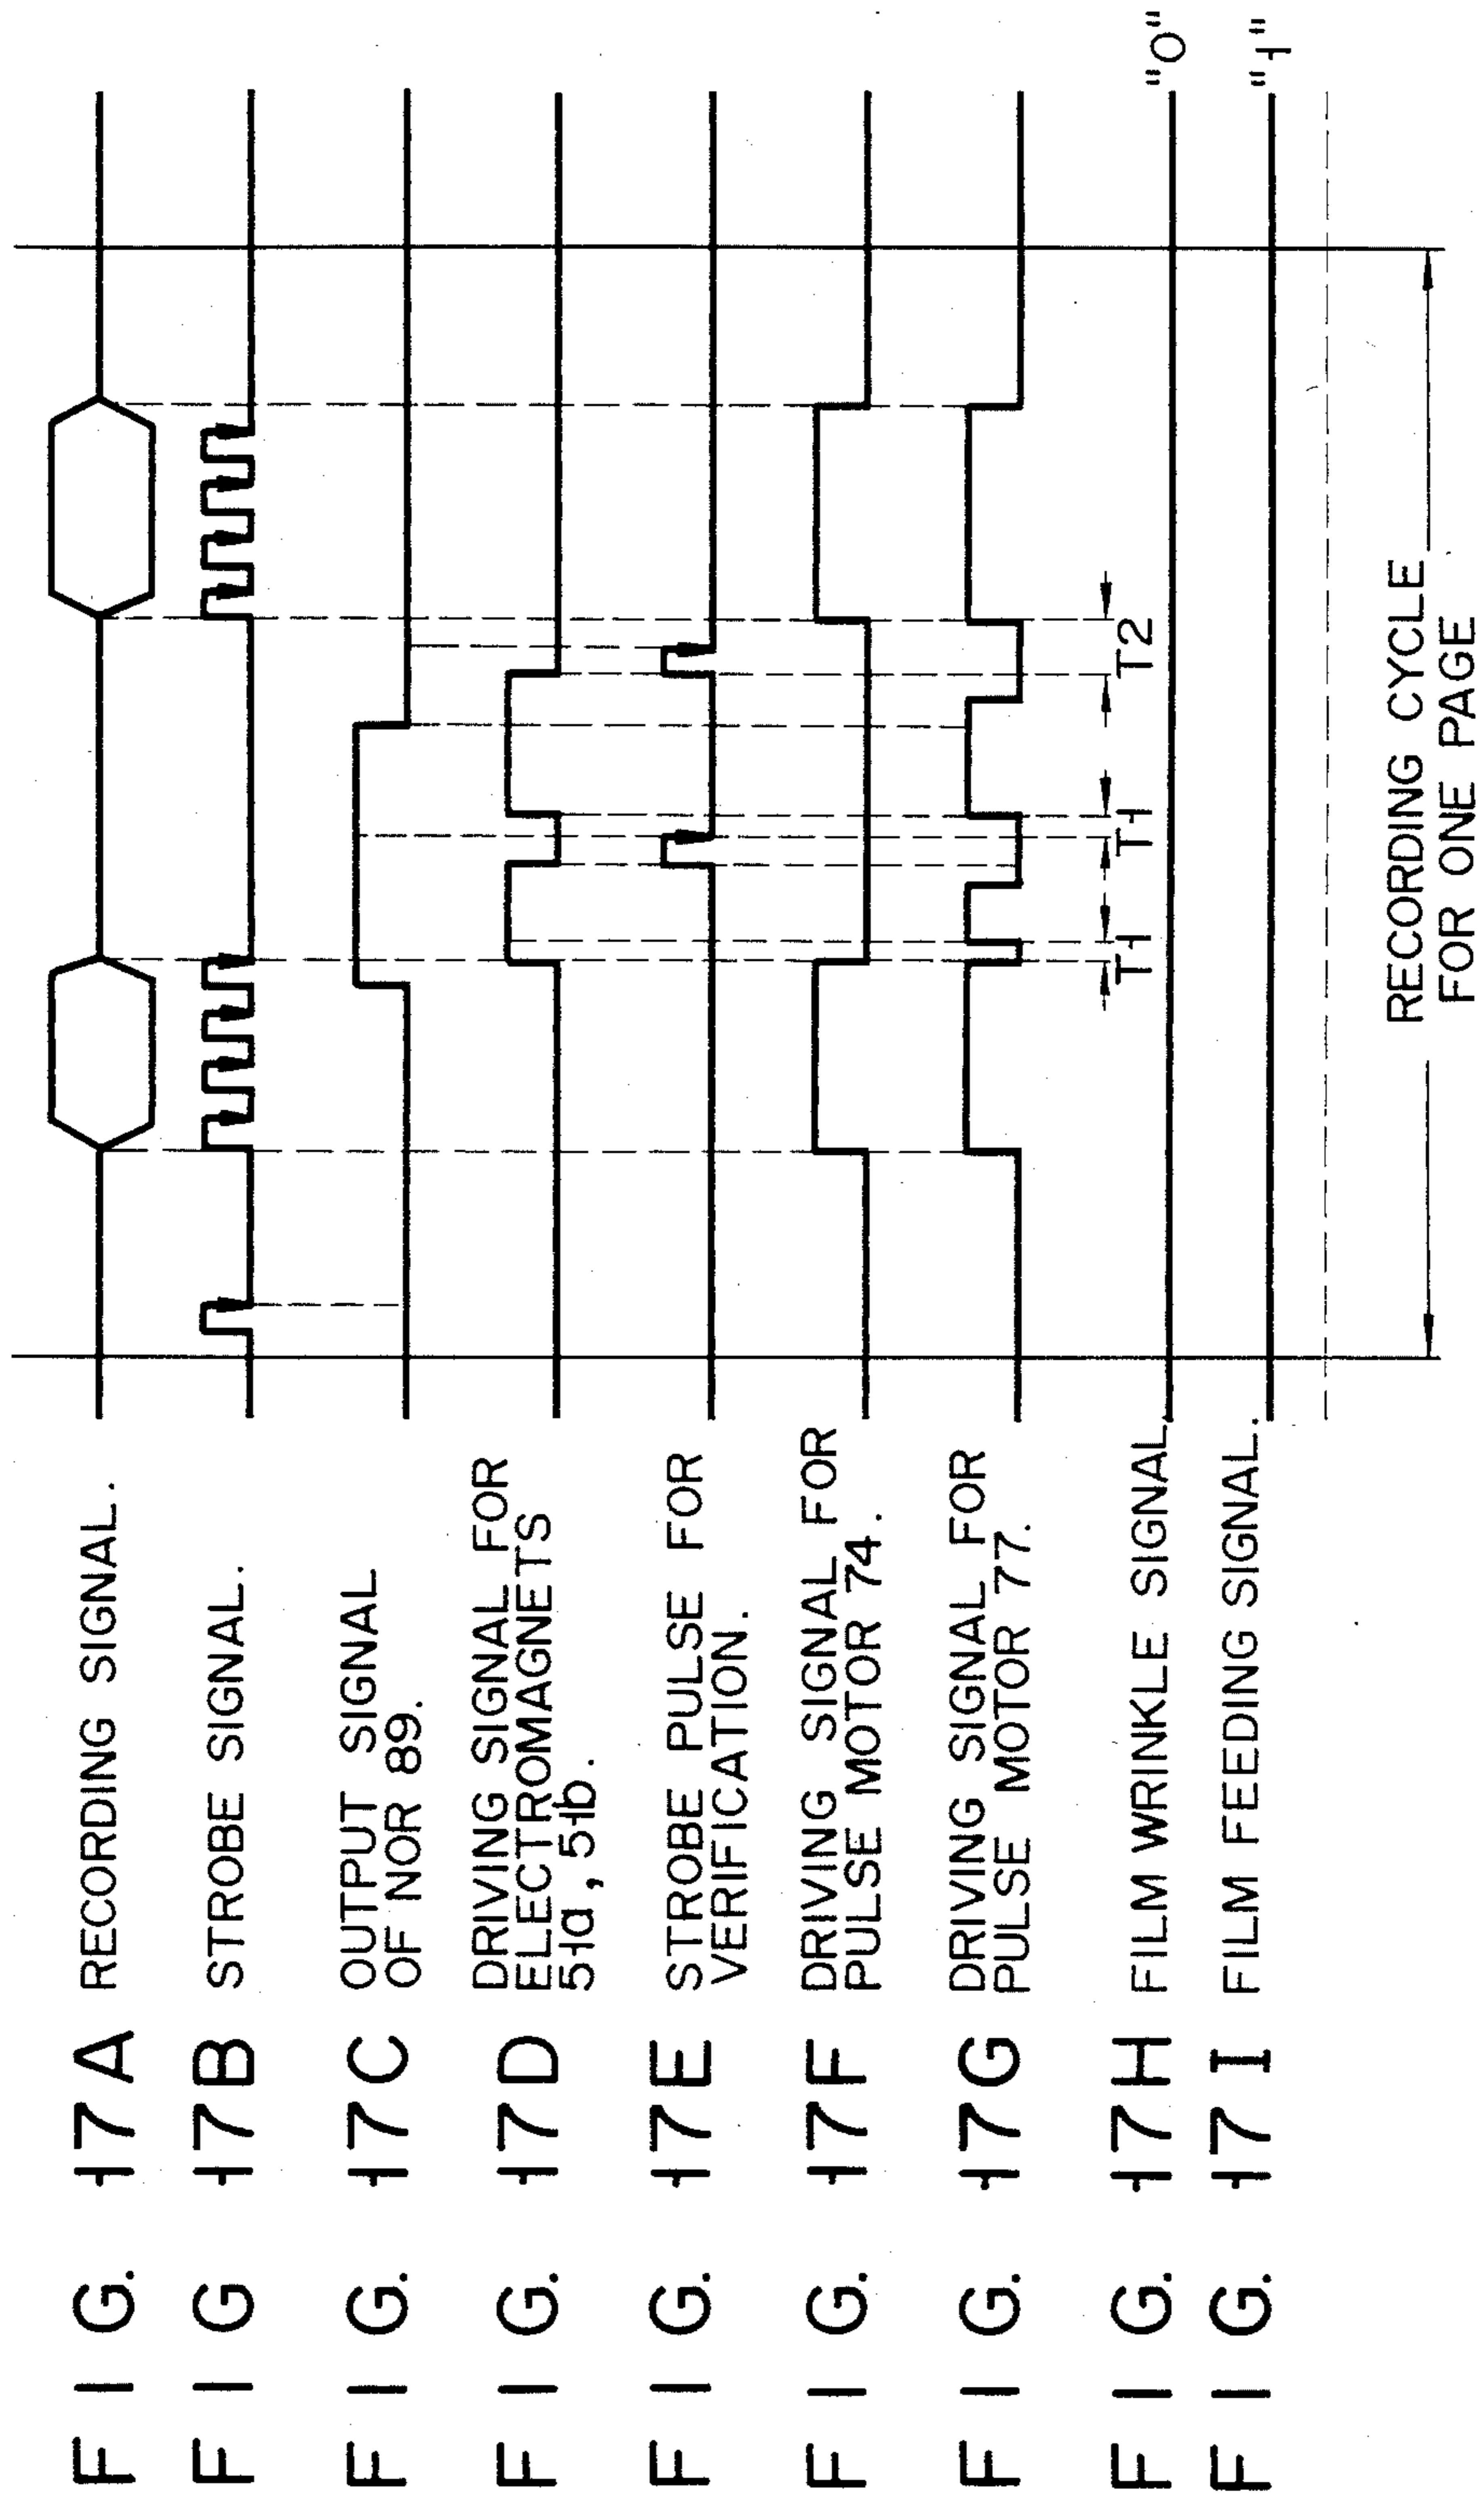 FIG. 17A RECORDING SIGNAL.
FIG 17B STROBE SIGNAL.
FIG. 17C OUTPUT SIGNAL
OF NOR 89.
FIG. 17D DRIVING SIGNAL FOR
ELECTROMAGNETS
51a, 51b.
FIG. 17E STROBE PULSE FOR
VERIFICATION.
FIG. 17F DRIVING SIGNAL FOR
PULSE MOTOR 74.
FIG. 17G DRIVING SIGNAL FOR
PULSE MOTOR 77.
T1 T1 T2
FIG. 17H FILM WRINKLE SIGNAL. "0"
FIG. 17I FILM FEEDING SIGNAL. "1"
RECORDING CYCLE
FOR ONE PAGE